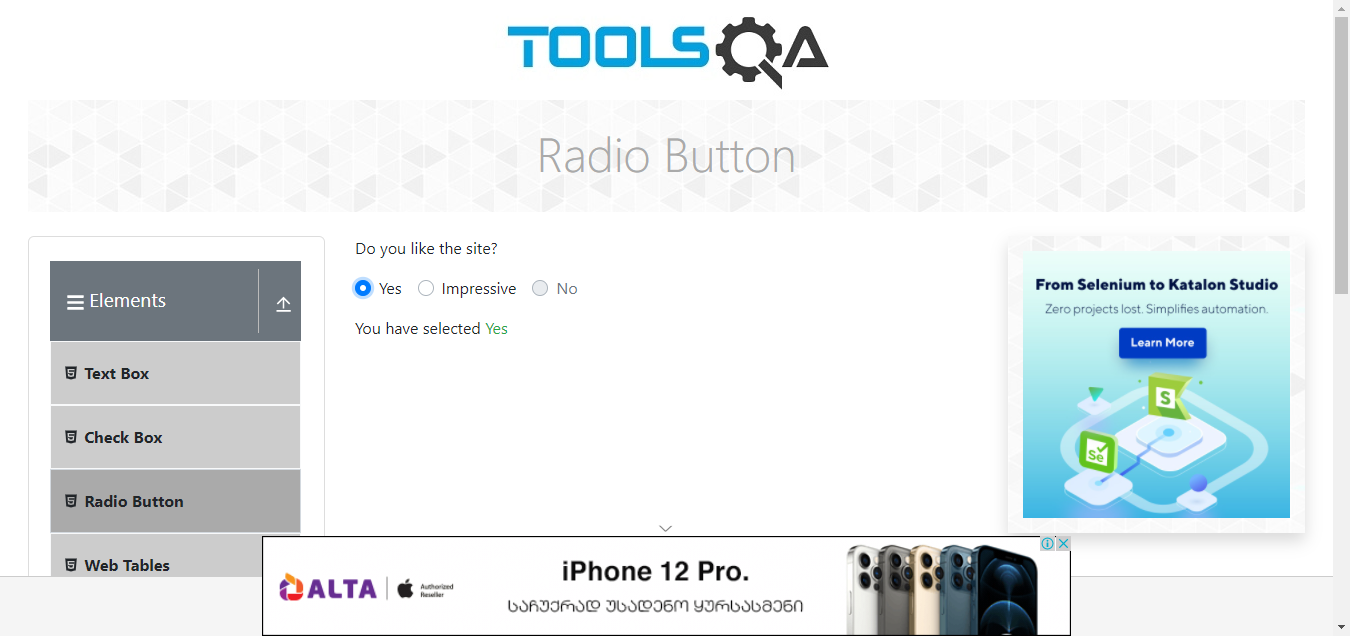 TOOLSQA
Radio Button
Elements
Text Box
Check Box
Radio Button
Web Tables
Do you like the site?
Yes
Impressive
No
You have selected Yes
From Selenium to Katalon Studio
Zero projects lost. Simplifies automation.
Learn More
S
Se
ALTA
Authorized
Reseller
iPhone 12 Pro.
საჩუქრად უსადენო ყურსასმენი